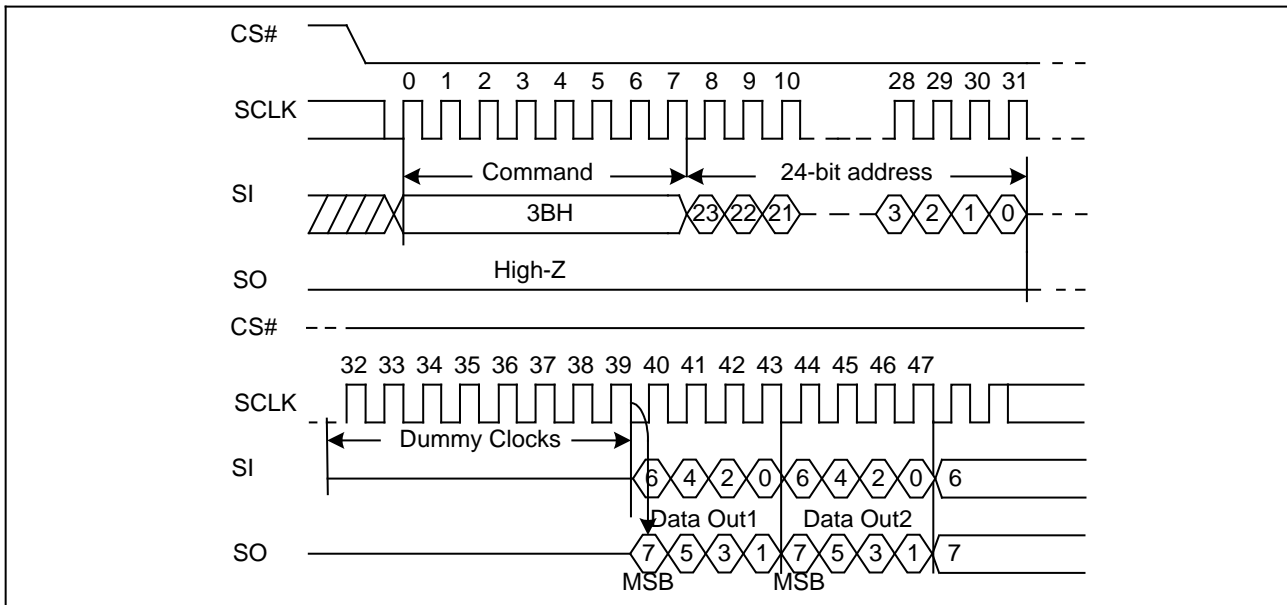 CS#
0 1 2 3 4 5 6 7 8 9 10 28 29 30 31
SCLK
Command 24-bit address
SI
3BH 23 22 21 3 2 1 0
High-Z
SO
CS#
32 33 34 35 36 37 38 39 40 41 42 43 44 45 46 47
SCLK
Dummy Clocks
SI
6 4 2 0 6 4 2 0 6
Data Out1 Data Out2
SO
7 5 3 1 7 5 3 1 7
MSB MSB